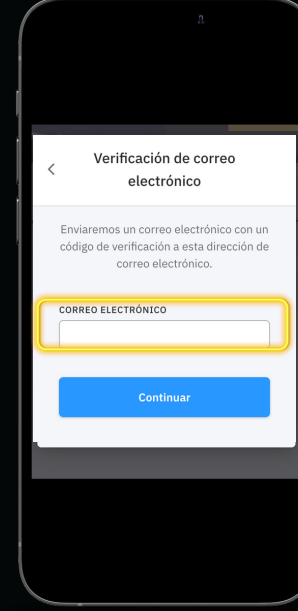 Verificación de correo
electrónico
Enviaremos un correo electrónico con un
código de verificación a esta dirección de
correo electrónico.
CORREO ELECTRÓNICO
Continuar